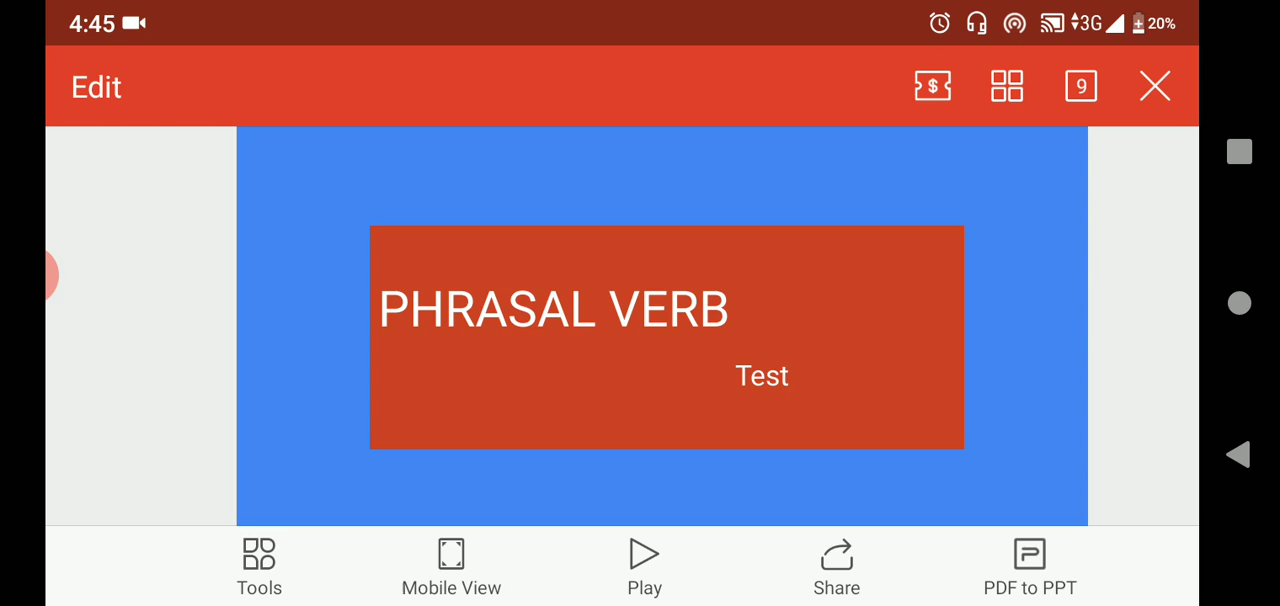 4:45 3G 20%
Edit 9
PHRASAL VERB
Test
Tools Mobile View Play Share PDF to PPT